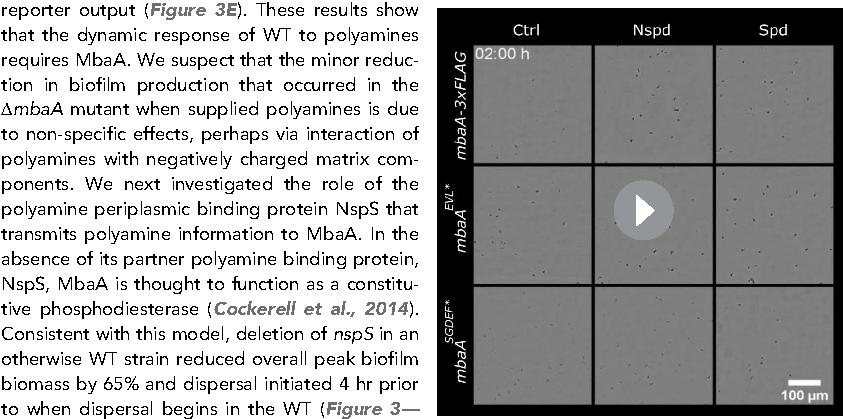 reporter output (Figure 3E). These results show
that the dynamic response of WT to polyamines
requires MbaA. We suspect that the minor reduc-
tion in biofilm production that occurred in the
ΔmbaA mutant when supplied polyamines is due
to non-specific effects, perhaps via interaction of
polyamines with negatively charged matrix com-
ponents. We next investigated the role of the
polyamine periplasmic binding protein NspS that
transmits polyamine information to MbaA. In the
absence of its partner polyamine binding protein,
NspS, MbaA is thought to function as a constitu-
tive phosphodiesterase (Cockerell et al., 2014).
Consistent with this model, deletion of nspS in an
otherwise WT strain reduced overall peak biofilm
biomass by 65% and dispersal initiated 4 hr prior
to when dispersal begins in the WT (Figure 3—
Ctrl Nspd Spd
02:00 h
mbaA-3xFLAG
mbaA EVL*
mbaA SGDEF*
100 µm